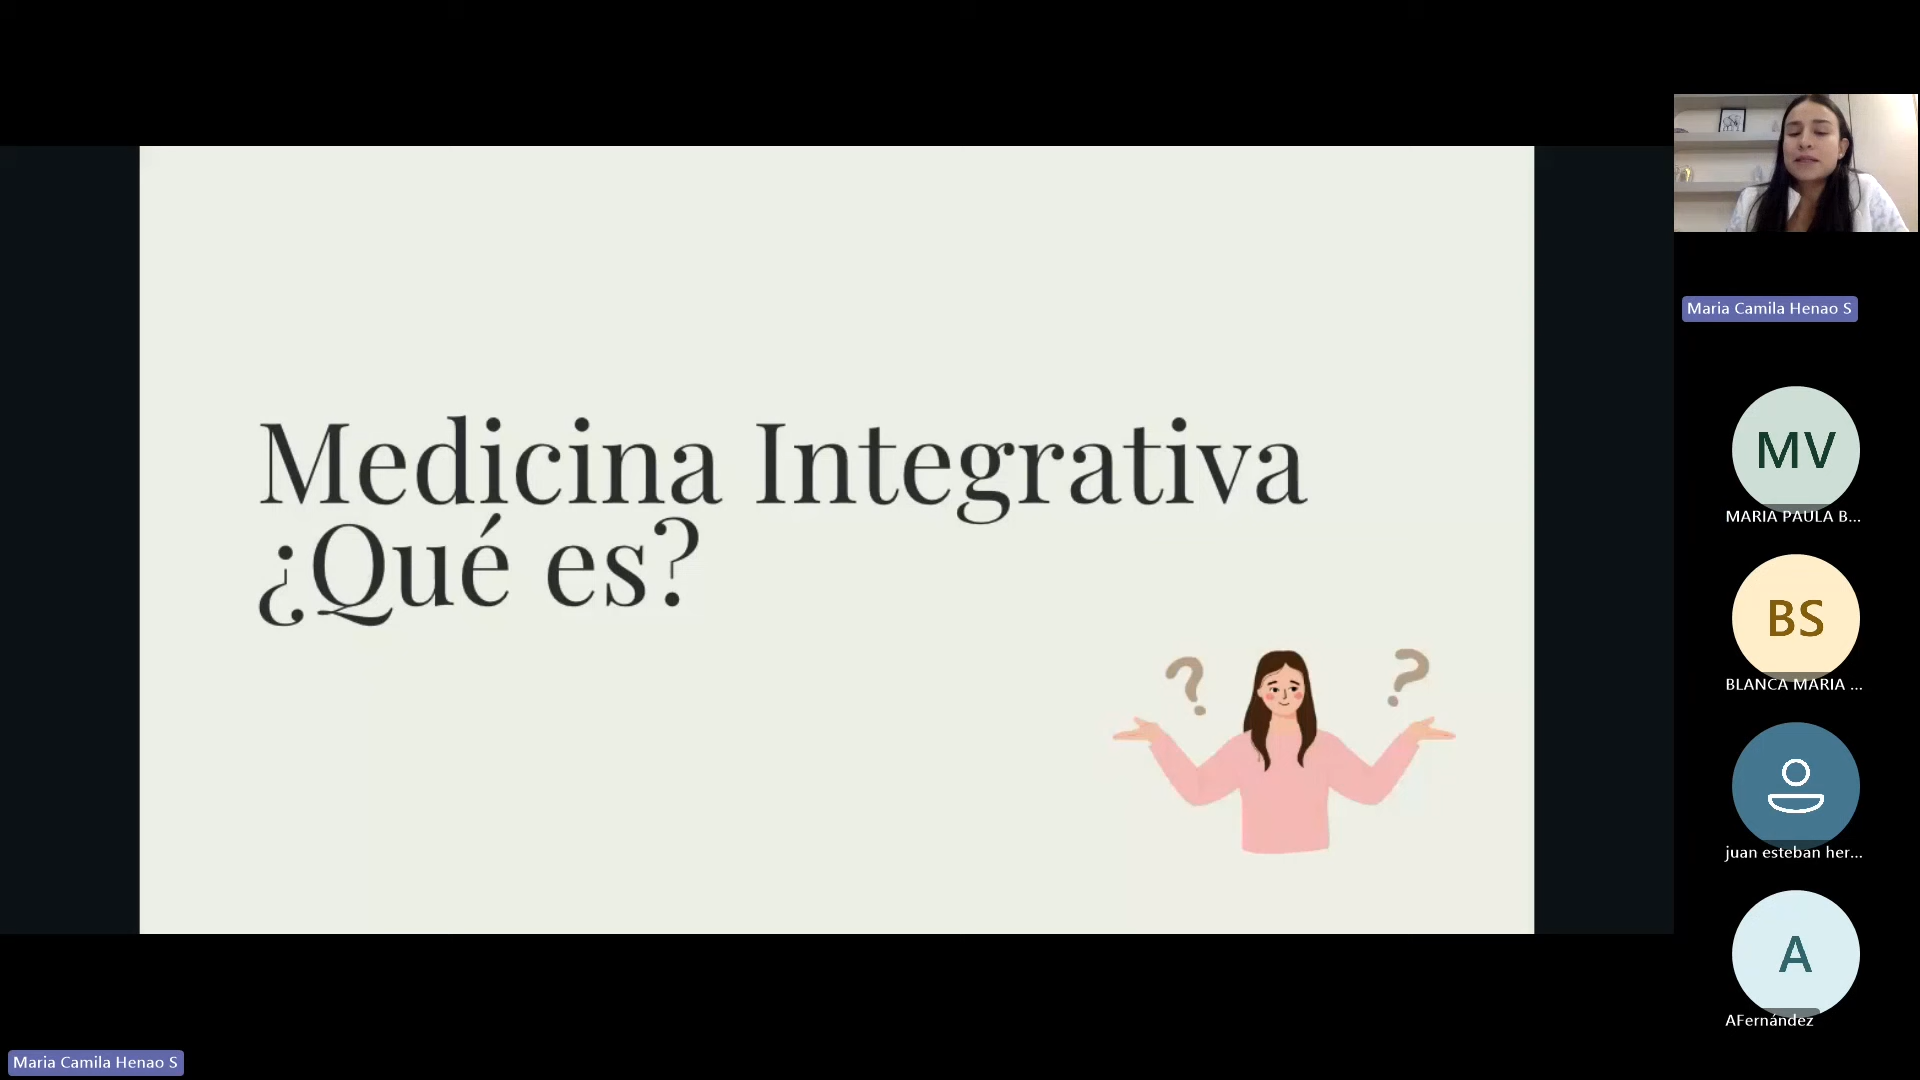 Medicina Integrativa
¿Qué es?
Maria Camila Henao S
MV
MARIA PAULA B...
BS
BLANCA MARIA ...
juan esteban her...
A
AFernández
Maria Camila Henao S